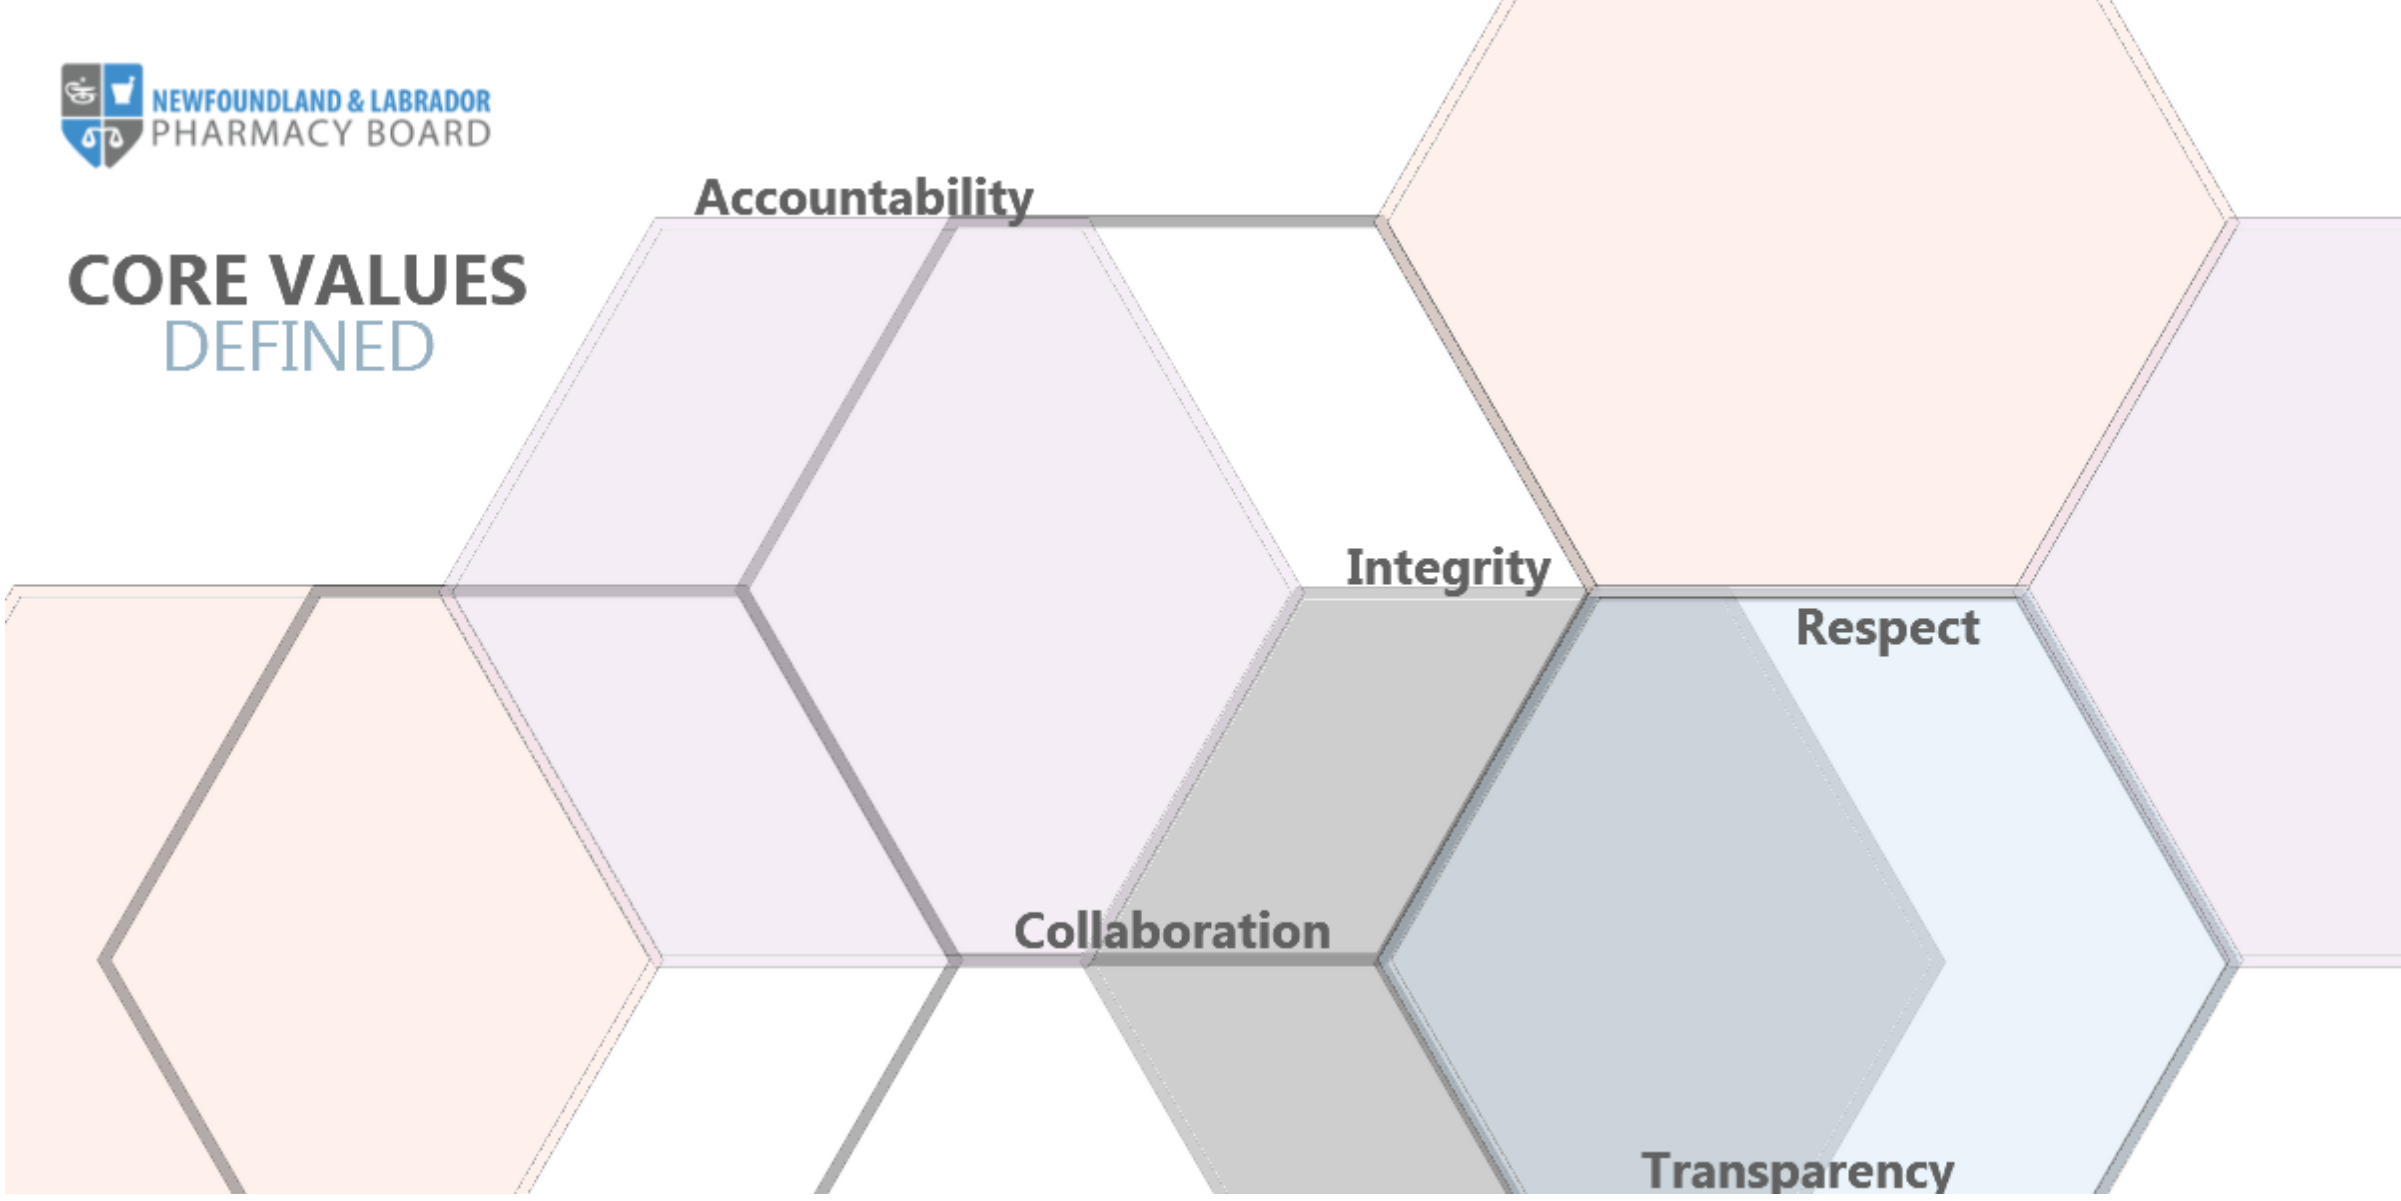 NEWFOUNDLAND & LABRADOR
PHARMACY BOARD
CORE VALUES
DEFINED
Accountability
Integrity
Respect
Collaboration
Transparency